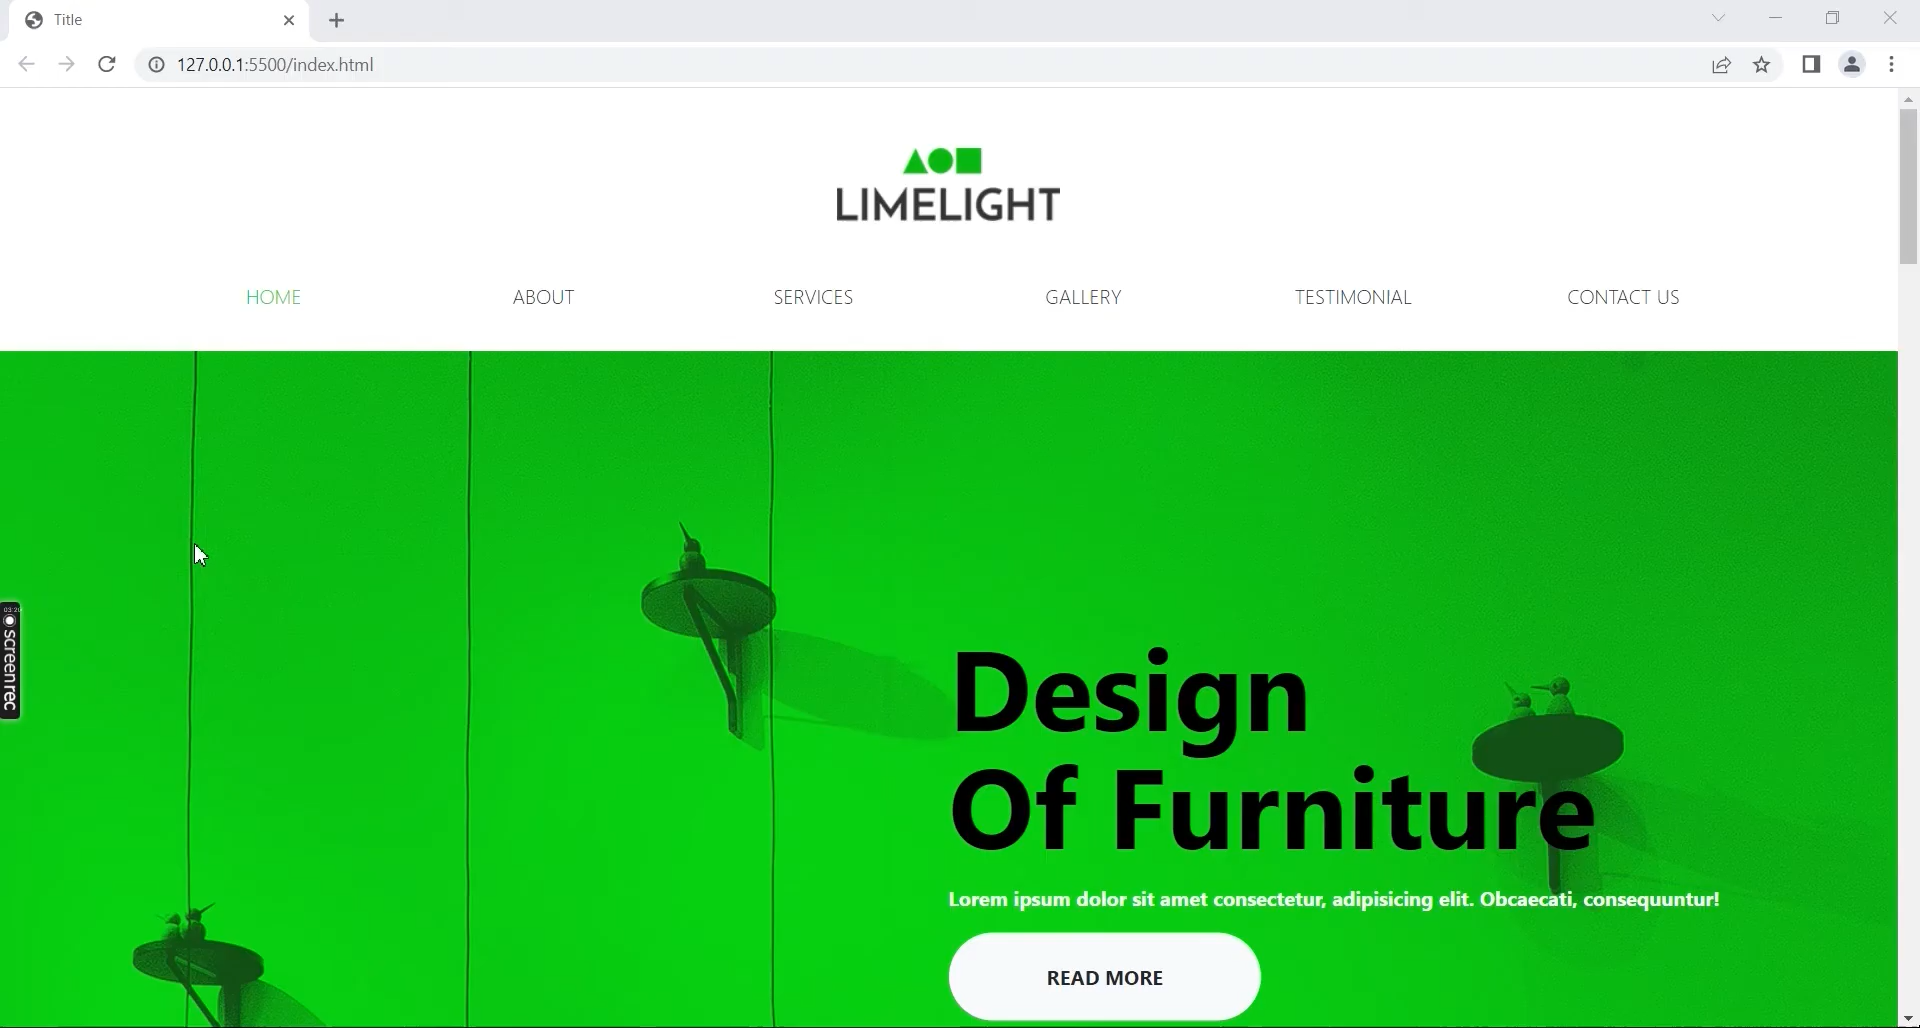 Title
127.0.0.1:5500/index.html
LIMELIGHT
HOME ABOUT SERVICES GALLERY TESTIMONIAL CONTACT US
screenrec
Design
Of Furniture
Lorem ipsum dolor sit amet consectetur, adipisicing elit. Obcaecati, consequuntur!
READ MORE